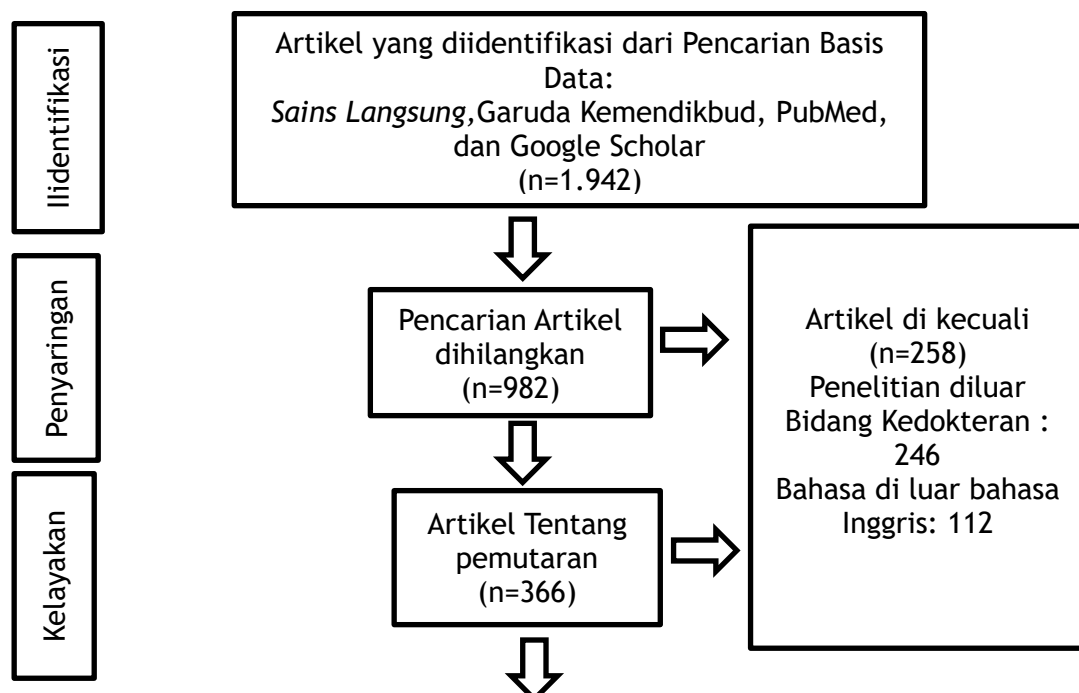 Ilidentifikasi
Artikel yang diidentifikasi dari Pencarian Basis
Data:
Sains Langsung,Garuda Kemendikbud, PubMed,
dan Google Scholar
(n=1.942)
Penyaringan
Pencarian Artikel
dihilangkan
(n=982)
Artikel di kecuali
(n=258)
Penelitian diluar
Bidang Kedokteran :
246
Bahasa di luar bahasa
Inggris: 112
Kelayakan
Artikel Tentang
pemutaran
(n=366)